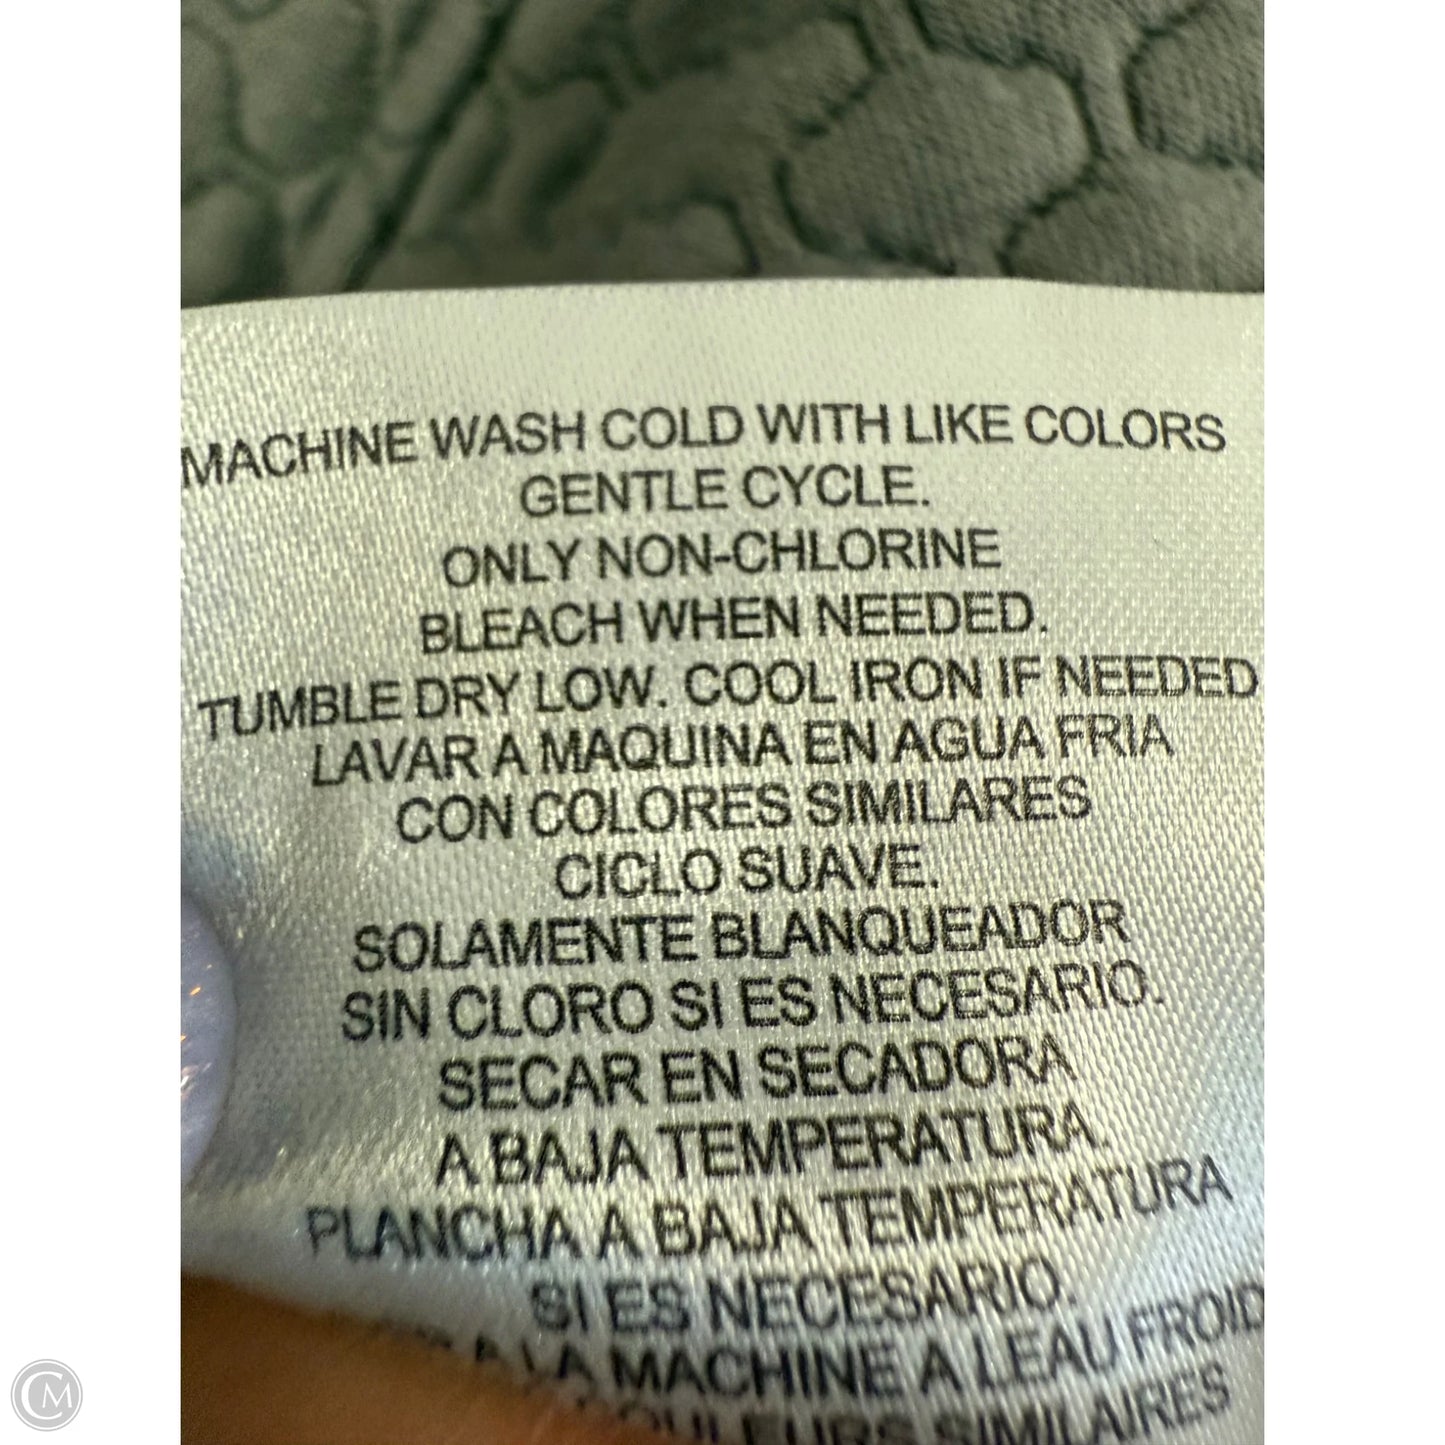 MACHINE WASH COLD WITH LIKE COLORS
GENTLE CYCLE.
ONLY NON-CHLORINE
BLEACH WHEN NEEDED.
TUMBLE DRY LOW. COOL IRON IF NEEDED
LAVAR A MAQUINA EN AGUA FRIA
CON COLORES SIMILARES
CICLO SUAVE.
SOLAMENTE BLANQUEADOR
SIN CLORO SI ES NECESARIO.
SECAR EN SECADORA
A BAJA TEMPERATURA.
PLANCHA A BAJA TEMPERATURA
SI ES NECESARIO.
A LA MACHINE A LEAU FROID
SIMILAIRES
CM